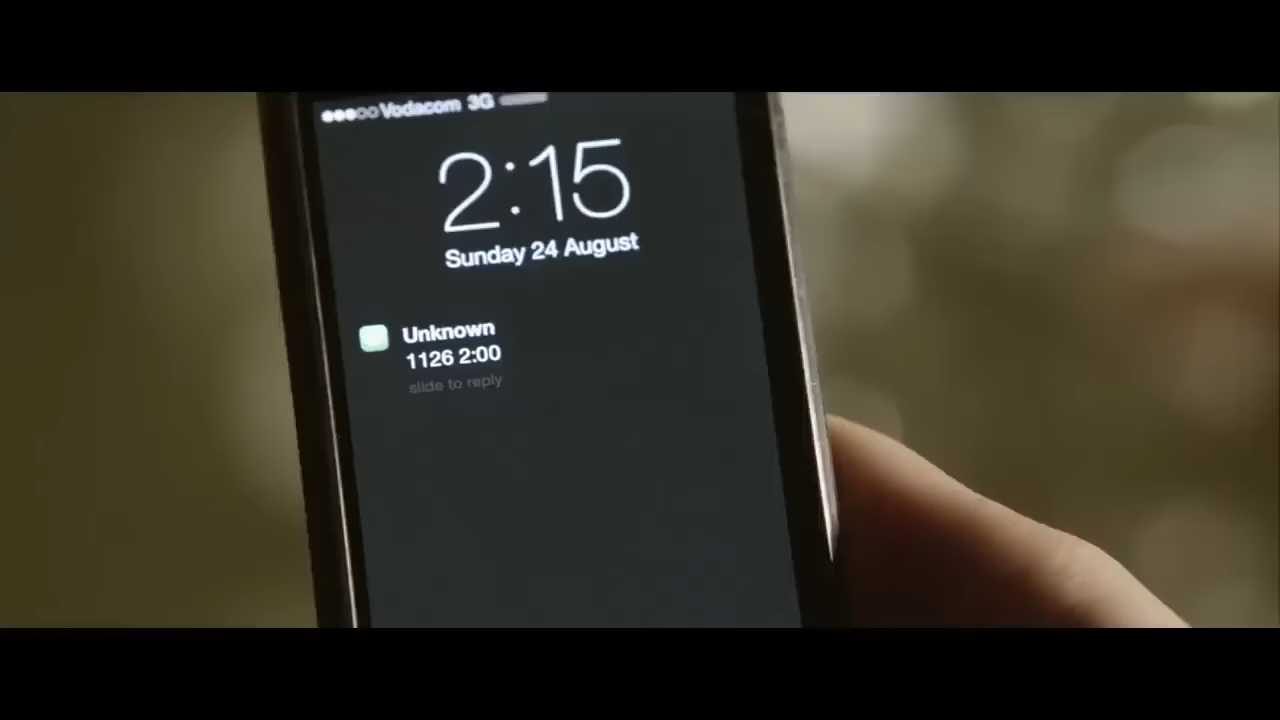 Vodacom 3G
2:15
Sunday 24 August
Unknown
1126 2:00
slide to reply